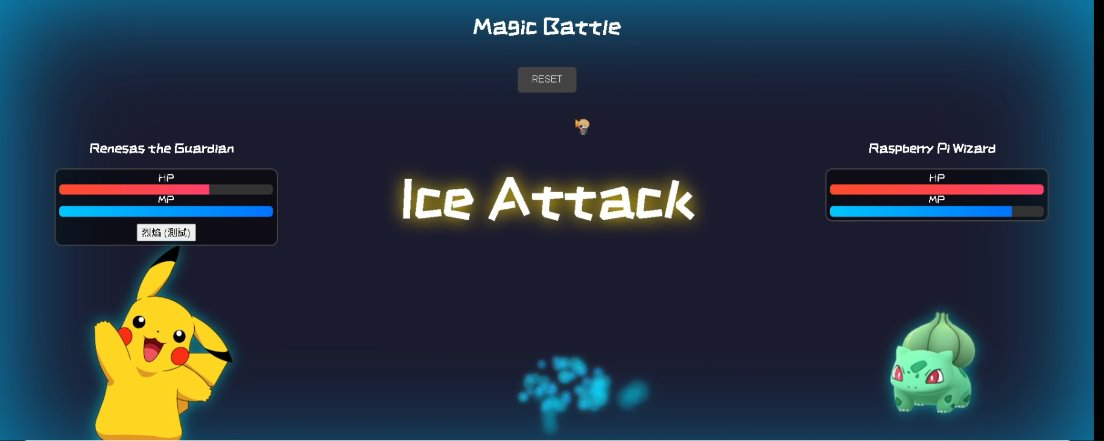 Magic Battle
RESET
Renesas the Guardian
HP
MP
烈焰 (測試)
Ice Attack
Raspberry Pi Wizard
HP
MP